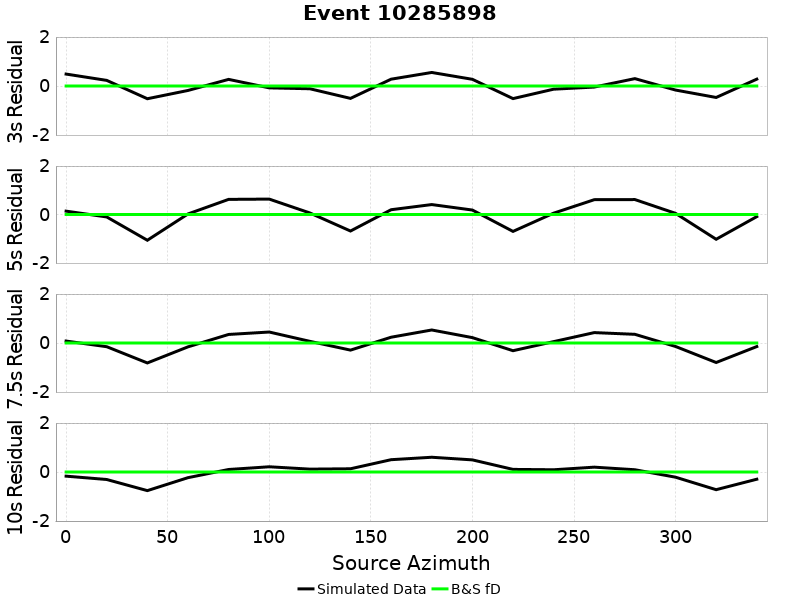 Event 10285898
3s Residual
2
0
-2
5s Residual
2
0
-2
7.5s Residual
2
0
-2
10s Residual
2
0
-2
0 50 100 150 200 250 300
Source Azimuth
Simulated Data B&S fD